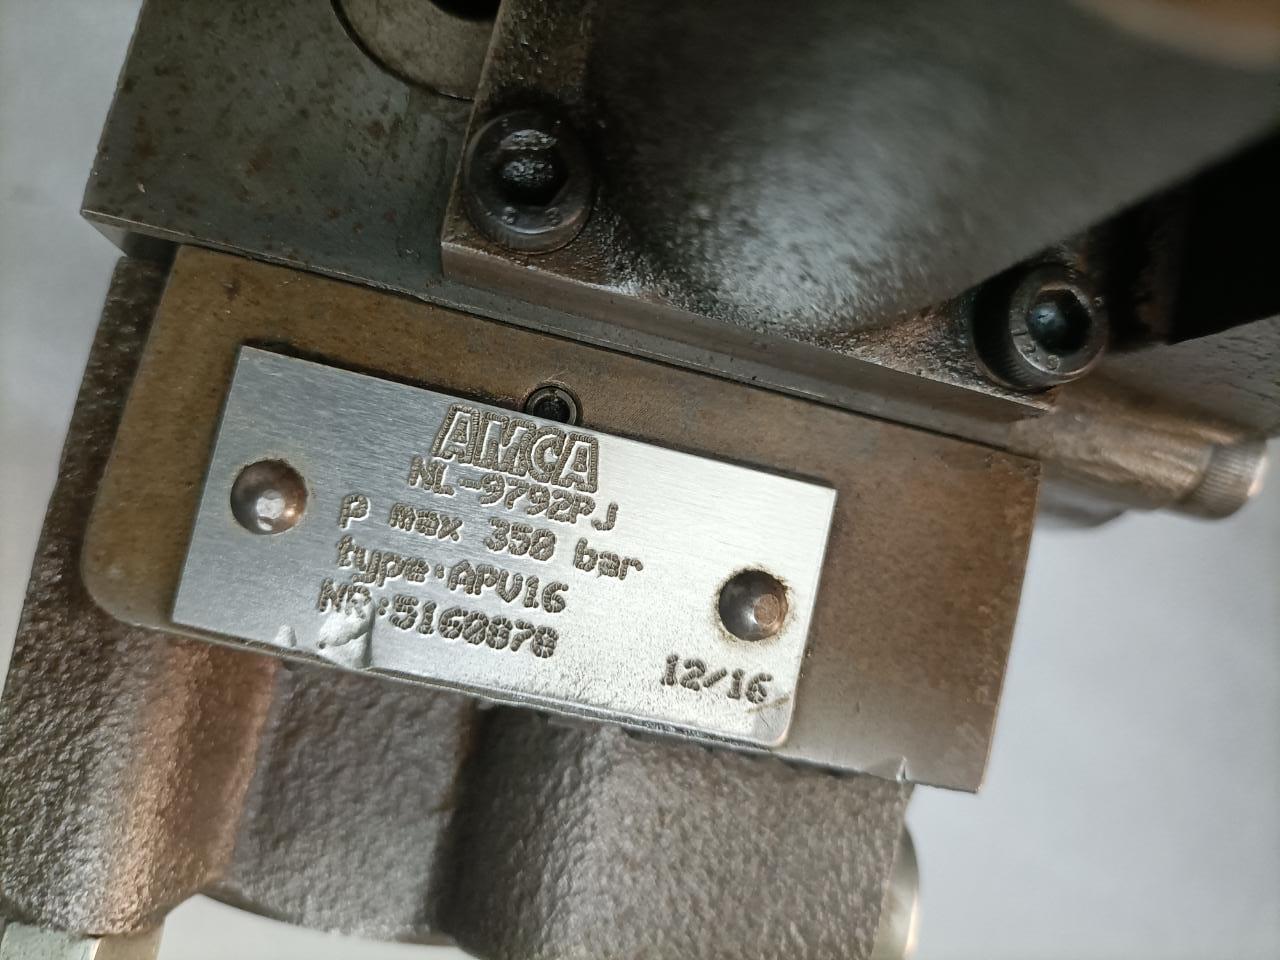 AMCA
NL-9792PJ
p max 350 bar
type:APV16
NR:5160878
12/16